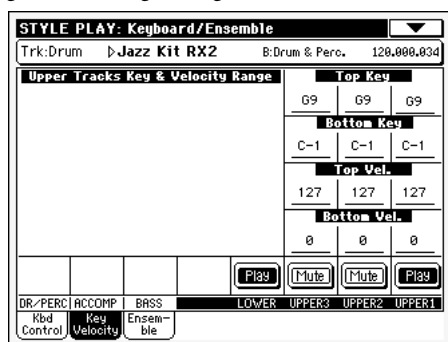 STYLE PLAY: Keyboard/Ensemble
Trk:Drum Jazz Kit RX2 B:Drum & Perc. 120.000.034
Upper Tracks Key & Velocity Range Top Key
G9 G9 G9
Bottom Key
C-1 C-1 C-1
Top Vel.
127 127 127
Bottom Vel.
0 0 0
Play Mute Mute Play
DR/PERC ACCOMP BASS LOWER UPPER3 UPPER2 UPPER1
Kbd Control Key Velocity Ensem-ble